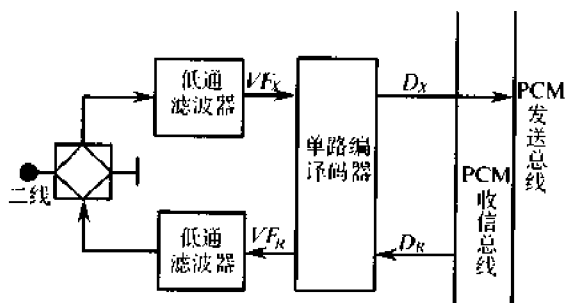 低通
滤波器
VFX
DX
PCM
发送总线
单路编
译码器
二线
PCM
收信总线
低通
滤波器
VFR
DR